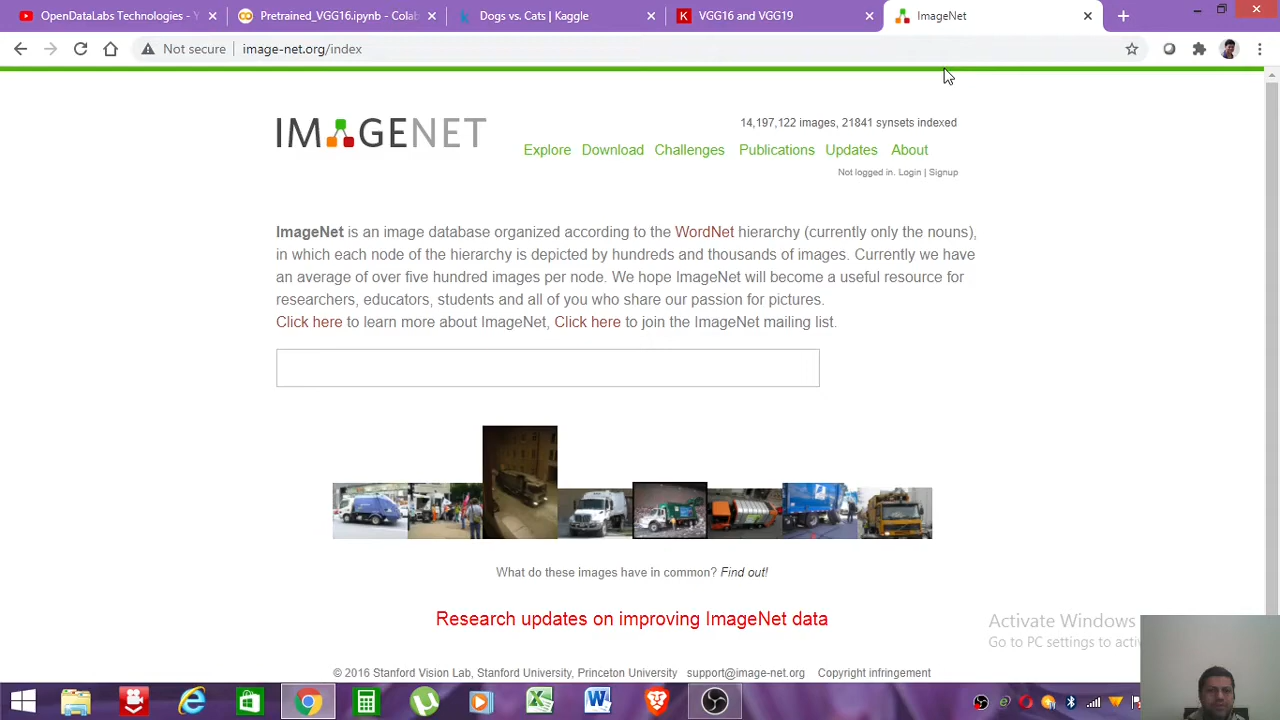 OpenDataLabs Technologies - Y
Pretrained_VGG16.ipynb - Colab
Dogs vs. Cats | Kaggle
VGG16 and VGG19
ImageNet
Not secure
image-net.org/index
IMAGENET
14,197,122 images, 21841 synsets indexed
Explore Download Challenges Publications Updates About
Not logged in. Login | Signup
ImageNet is an image database organized according to the WordNet hierarchy (currently only the nouns),
in which each node of the hierarchy is depicted by hundreds and thousands of images. Currently we have
an average of over five hundred images per node. We hope ImageNet will become a useful resource for
researchers, educators, students and all of you who share our passion for pictures.
Click here to learn more about ImageNet, Click here to join the ImageNet mailing list.
What do these images have in common? Find out!
Research updates on improving ImageNet data
Activate Windows
Go to PC settings to
© 2016 Stanford Vision Lab, Stanford University, Princeton University support@image-net.org Copyright infringement